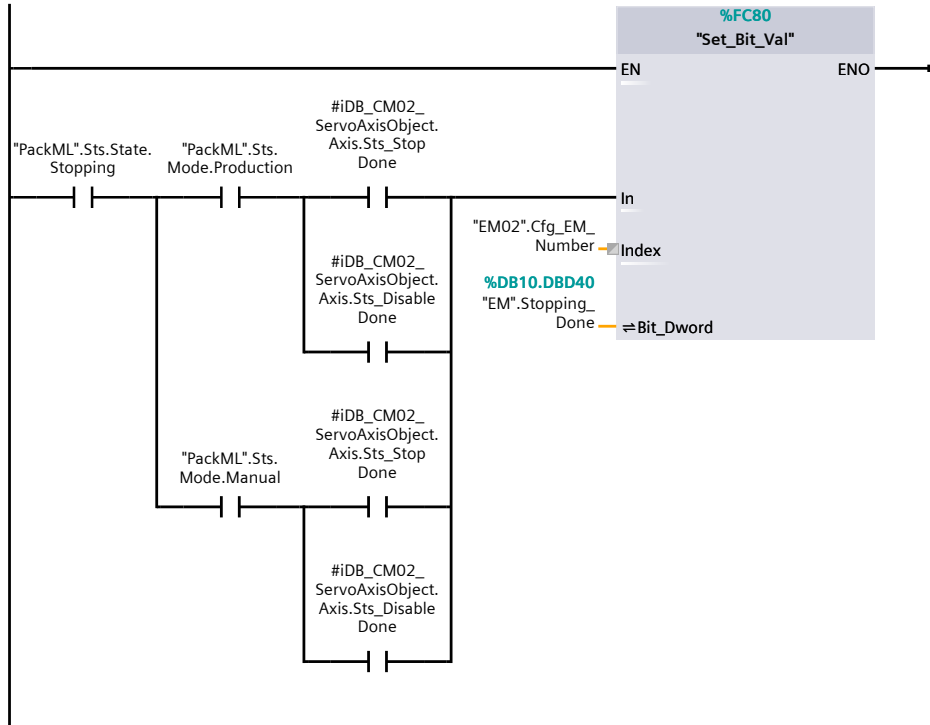 %FC80
"Set_Bit_Val"
EN
ENO
#iDB_CM02_
ServoAxisObject.
Axis.Sts_Stop
Done
"PackML".Sts.State.
Stopping
"PackML".Sts.
Mode.Production
In
"EM02".Cfg_EM_
Number
Index
#iDB_CM02_
ServoAxisObject.
Axis.Sts_Disable
Done
%DB10.DBD40
"EM".Stopping_
Done
Bit_Dword
#iDB_CM02_
ServoAxisObject.
Axis.Sts_Stop
Done
"PackML".Sts.
Mode.Manual
#iDB_CM02_
ServoAxisObject.
Axis.Sts_Disable
Done